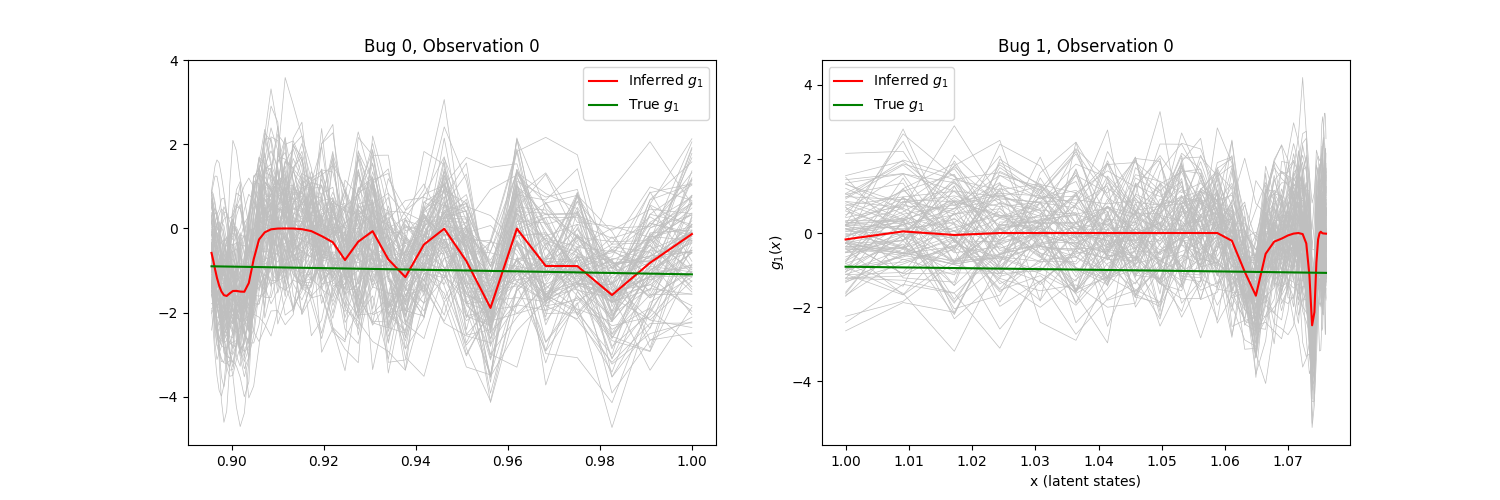 Bug 0, Observation 0
Inferred g₁
True g₁
4
2
0
−2
−4
0.90 0.92 0.94 0.96 0.98 1.00
Bug 1, Observation 0
Inferred g₁
True g₁
g₁(x)
4
2
0
−2
−4
1.00 1.01 1.02 1.03 1.04 1.05 1.06 1.07
x (latent states)